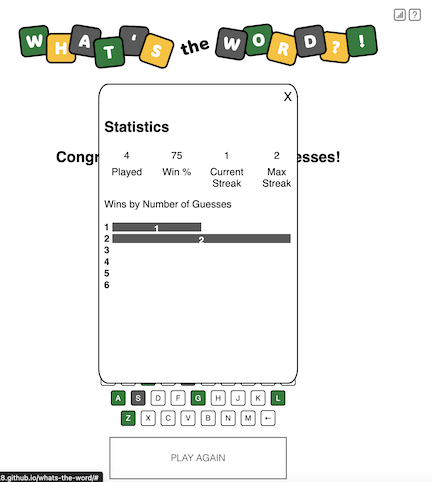 WHAT'S the WORD?!
X
Statistics
Congr esses!
4 75 1 2
Played Win % Current Streak Max Streak
Wins by Number of Guesses
1 1
2 2
3
4
5
6
A S D F G H J K L
Z X C V B N M ←
PLAY AGAIN
8.github.io/whats-the-word/#